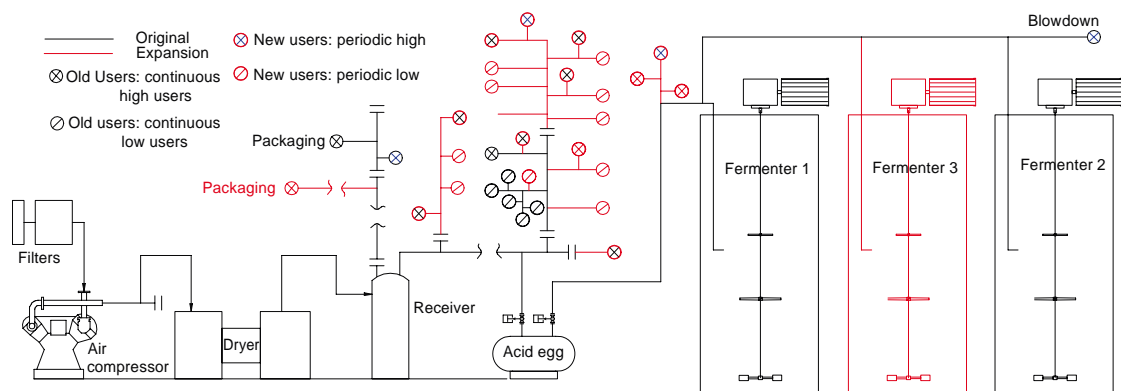 Original
Expansion
New users: periodic high
Old Users: continuous
high users
New users: periodic low
Old users: continuous
low users
Packaging
Packaging
Blowdown
Fermenter 1
Fermenter 3
Fermenter 2
Filters
Receiver
Air
compressor
Dryer
Acid egg